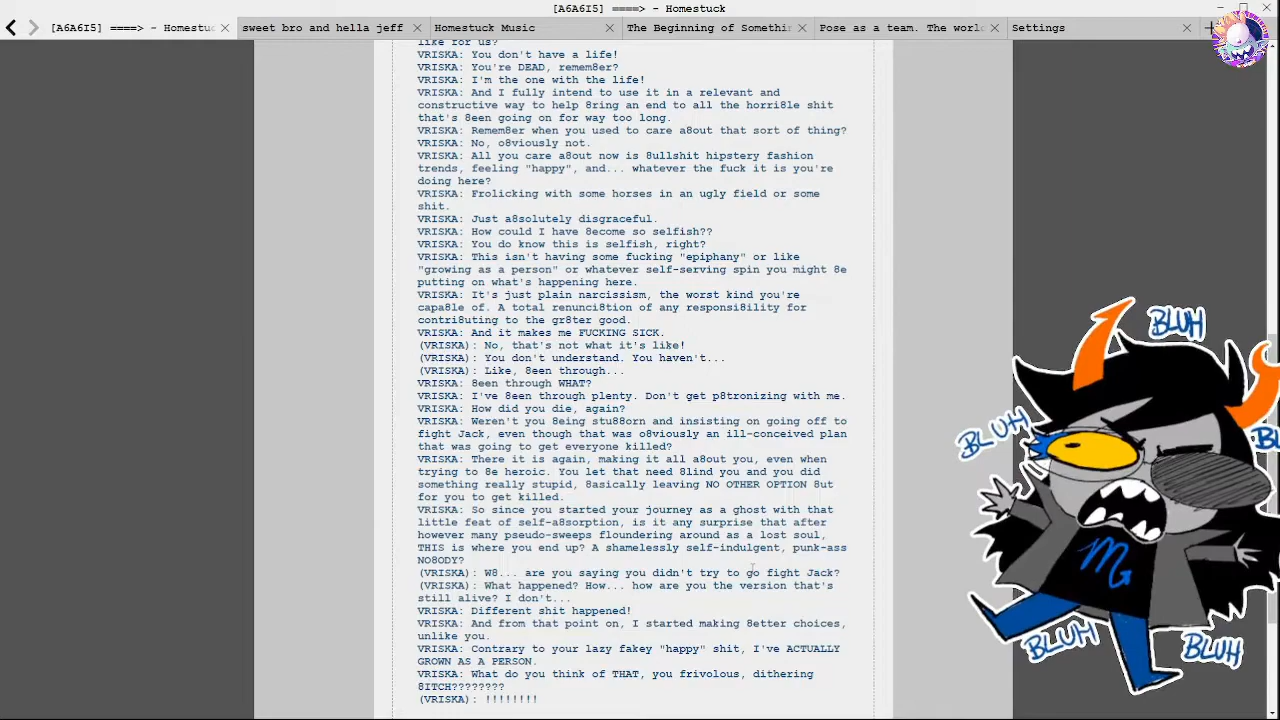 [A6A6I5] ====> - Homestuck
[A6A6I5] ====> - Homestuc
sweet bro and hella jeff
Homestuck Music
The Beginning of Somethin
Pose as a team. The world
Settings
like for us?
VRISKA: You don't have a life!
VRISKA: You're DEAD, remem8er?
VRISKA: I'm the one with the life!
VRISKA: And I fully intend to use it in a relevant and
constructive way to help 8ring an end to all the horri8le shit
that's 8een going on for way too long.
VRISKA: Remem8er when you used to care a8out that sort of thing?
VRISKA: No, o8viously not.
VRISKA: All you care a8out now is 8ullshit hipstery fashion
trends, feeling "happy", and... whatever the fuck it is you're
doing here?
VRISKA: Frolicking with some horses in an ugly field or some
shit.
VRISKA: Just a8solutely disgraceful.
VRISKA: How could I have 8ecome so selfish??
VRISKA: You do know this is selfish, right?
VRISKA: This isn't having some fucking "epiphany" or like
"growing as a person" or whatever self-serving spin you might 8e
putting on what's happening here.
VRISKA: It's just plain narcissism, the worst kind you're
capa8le of. A total renunci8tion of any responsi8ility for
contri8uting to the gr8ter good.
VRISKA: And it makes me FUCKING SICK.
(VRISKA): No, that's not what it's like!
(VRISKA): You don't understand. You haven't...
(VRISKA): Like, 8een through...
VRISKA: 8een through WHAT?
VRISKA: I've 8een through plenty. Don't get p8tronizing with me.
VRISKA: How did you die, again?
VRISKA: Weren't you 8eing stu88orn and insisting on going off to
fight Jack, even though that was o8viously an ill-conceived plan
that was going to get everyone killed?
VRISKA: There it is again, making it all a8out you, even when
trying to 8e heroic. You let that need 8lind you and you did
something really stupid, 8asically leaving NO OTHER OPTION 8ut
for you to get killed.
VRISKA: So since you started your journey as a ghost with that
little feat of self-a8sorption, is it any surprise that after
however many pseudo-sweeps floundering around as a lost soul,
THIS is where you end up? A shamelessly self-indulgent, punk-ass
NO8ODY?
(VRISKA): W8... are you saying you didn't try to go fight Jack?
(VRISKA): What happened? How... how are you the version that's
still alive? I don't...
VRISKA: Different shit happened!
VRISKA: And from that point on, I started making 8etter choices,
unlike you.
VRISKA: Contrary to your lazy fakey "happy" shit, I've ACTUALLY
GROWN AS A PERSON.
VRISKA: What do you think of THAT, you frivolous, dithering
8ITCH????????
(VRISKA): !!!!!!!!
BLUH
BLUH
BLUH
BLUH